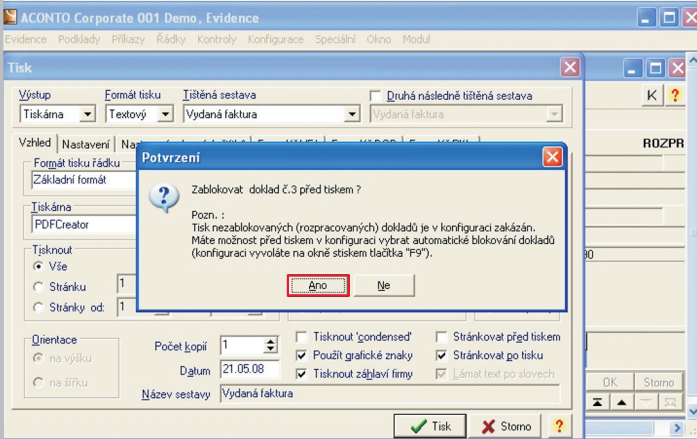 ACONTO Corporate 001 Demo, Evidence
Evidence Podklady Příkazy Řádky Kontroly Konfigurace Speciální Okno Modul
Tisk
K ?
Výstup Formát tisku Tištěná sestava Druhá následně tištěná sestava
Tiskárna Textový Vydaná faktura Vydaná faktura
Vzhled Nastavení
ROZPR
Formát tisku řádku
Základní formát
Tiskárna
PDFCreator
Tisknout
Vše
Stránku 1
Stránky od: 1
Potvrzení
Zablokovat doklad č.3 před tiskem ?
Pozn. :
Tisk nezablokovaných (rozpracovaných) dokladů je v konfiguraci zakázán.
Máte možnost před tiskem v konfiguraci vybrat automatické blokování dokladů
(konfiguraci vyvoláte na okně stiskem tlačítka "F9").
Ano Ne
Orientace
na výšku
na šířku
Počet kopií 1
Datum 21.05.08
Název sestavy Vydaná faktura
Tisknout 'condensed' Stránkovat před tiskem
Použít grafické znaky Stránkovat po tisku
Tisknout záhlaví firmy Lámat text po slovech
OK Storno
Tisk Storno ?